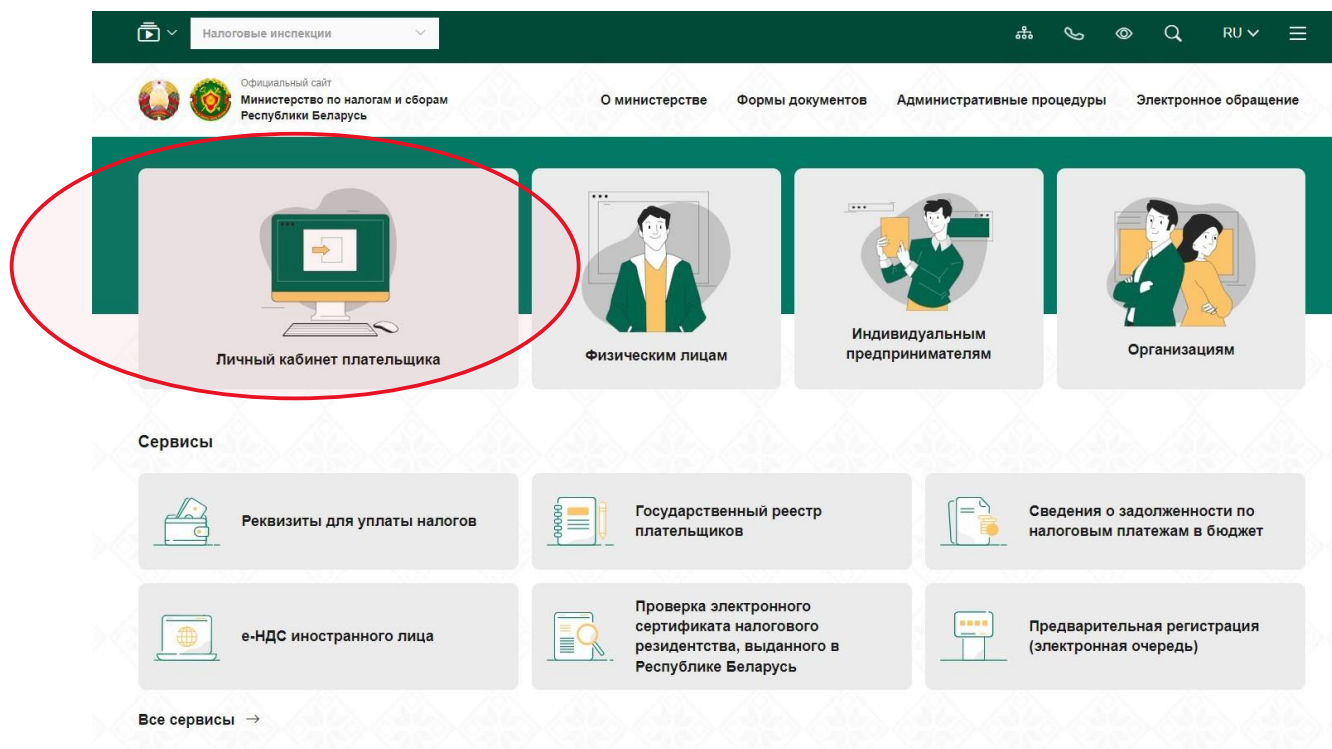 Налоговые инспекции
RU
Официальный сайт
Министерство по налогам и сборам
Республики Беларусь
О министерстве
Формы документов
Административные процедуры
Электронное обращение
Личный кабинет плательщика
Физическим лицам
Индивидуальным
предпринимателям
Организациям
Сервисы
Реквизиты для уплаты налогов
Государственный реестр
плательщиков
Сведения о задолженности по
налоговым платежам в бюджет
е-НДС иностранного лица
Проверка электронного
сертификата налогового
резидентства, выданного в
Республике Беларусь
Предварительная регистрация
(электронная очередь)
Все сервисы →